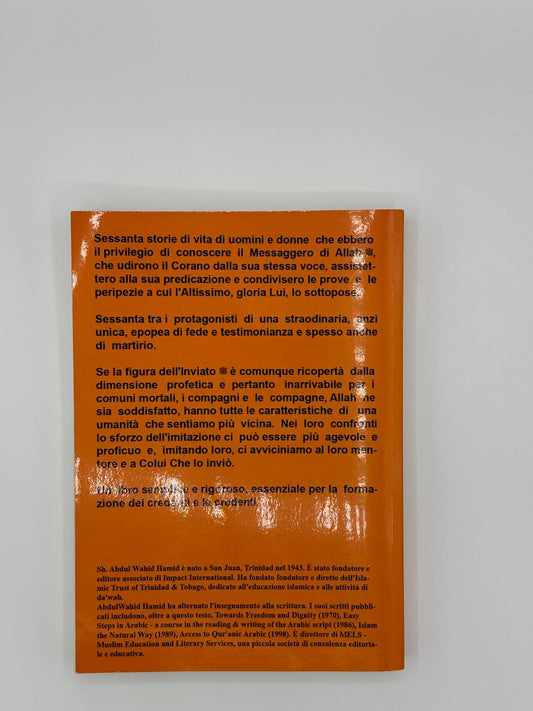 Sessanta storie di vita di uomini e donne che ebbero
il privilegio di conoscere il Messaggero di Allah ﷺ,
che udirono il Corano dalla sua stessa voce, assistet-
tero alla sua predicazione e condivisero le prove e le
peripezie a cui l'Altissimo, gloria Lui, lo sottopose.
Sessanta tra i protagonisti di una straodinaria, anzi
unica, epopea di fede e testimonianza e spesso anche
di martirio.
Se la figura dell'Inviato ﷺ è comunque ricopertà dalla
dimensione profetica e pertanto inarrivabile per i
comuni mortali, i compagni e le compagne, Allah ne
sia soddisfatto, hanno tutte le caratteristiche di una
umanità che sentiamo più vicina. Nei loro confronti
lo sforzo dell'imitazione ci può essere più agevole e
proficuo e, imitando loro, ci avviciniamo al loro men-
tore e a Colui Che lo inviò.
Un libro semplice e rigoroso, essenziale per la forma-
zione dei credenti e le credenti
Sh. Abdul Wahid Hamid è nato a San Juan, Trinidad nel 1943. È stato fondatore e
editore associato di Impact International. Ha fondato fondatore e diretto dell'Isla-
mic Trust of Trinidad & Tobago, dedicato all'educazione islamica e alle attività di
da'wah.
AbdulWahid Hamid ha alternato l'insegnamento alla scrittura. I suoi scritti pubbli-
cati includono, oltre a questo testo, Towards Freedom and Dignity (1970), Easy
Steps in Arabic - a course in the reading & writing of the Arabic script (1986), Islam
the Natural Way (1989), Access to Qur'anic Arabic (1998). È direttore di MELS -
Muslim Education and Literary Services, una piccola società di consulenza editoria-
le e educativa.